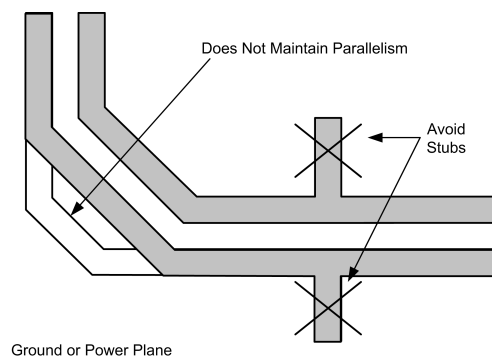 Does Not Maintain Parallelism
Avoid
Stubs
Ground or Power Plane